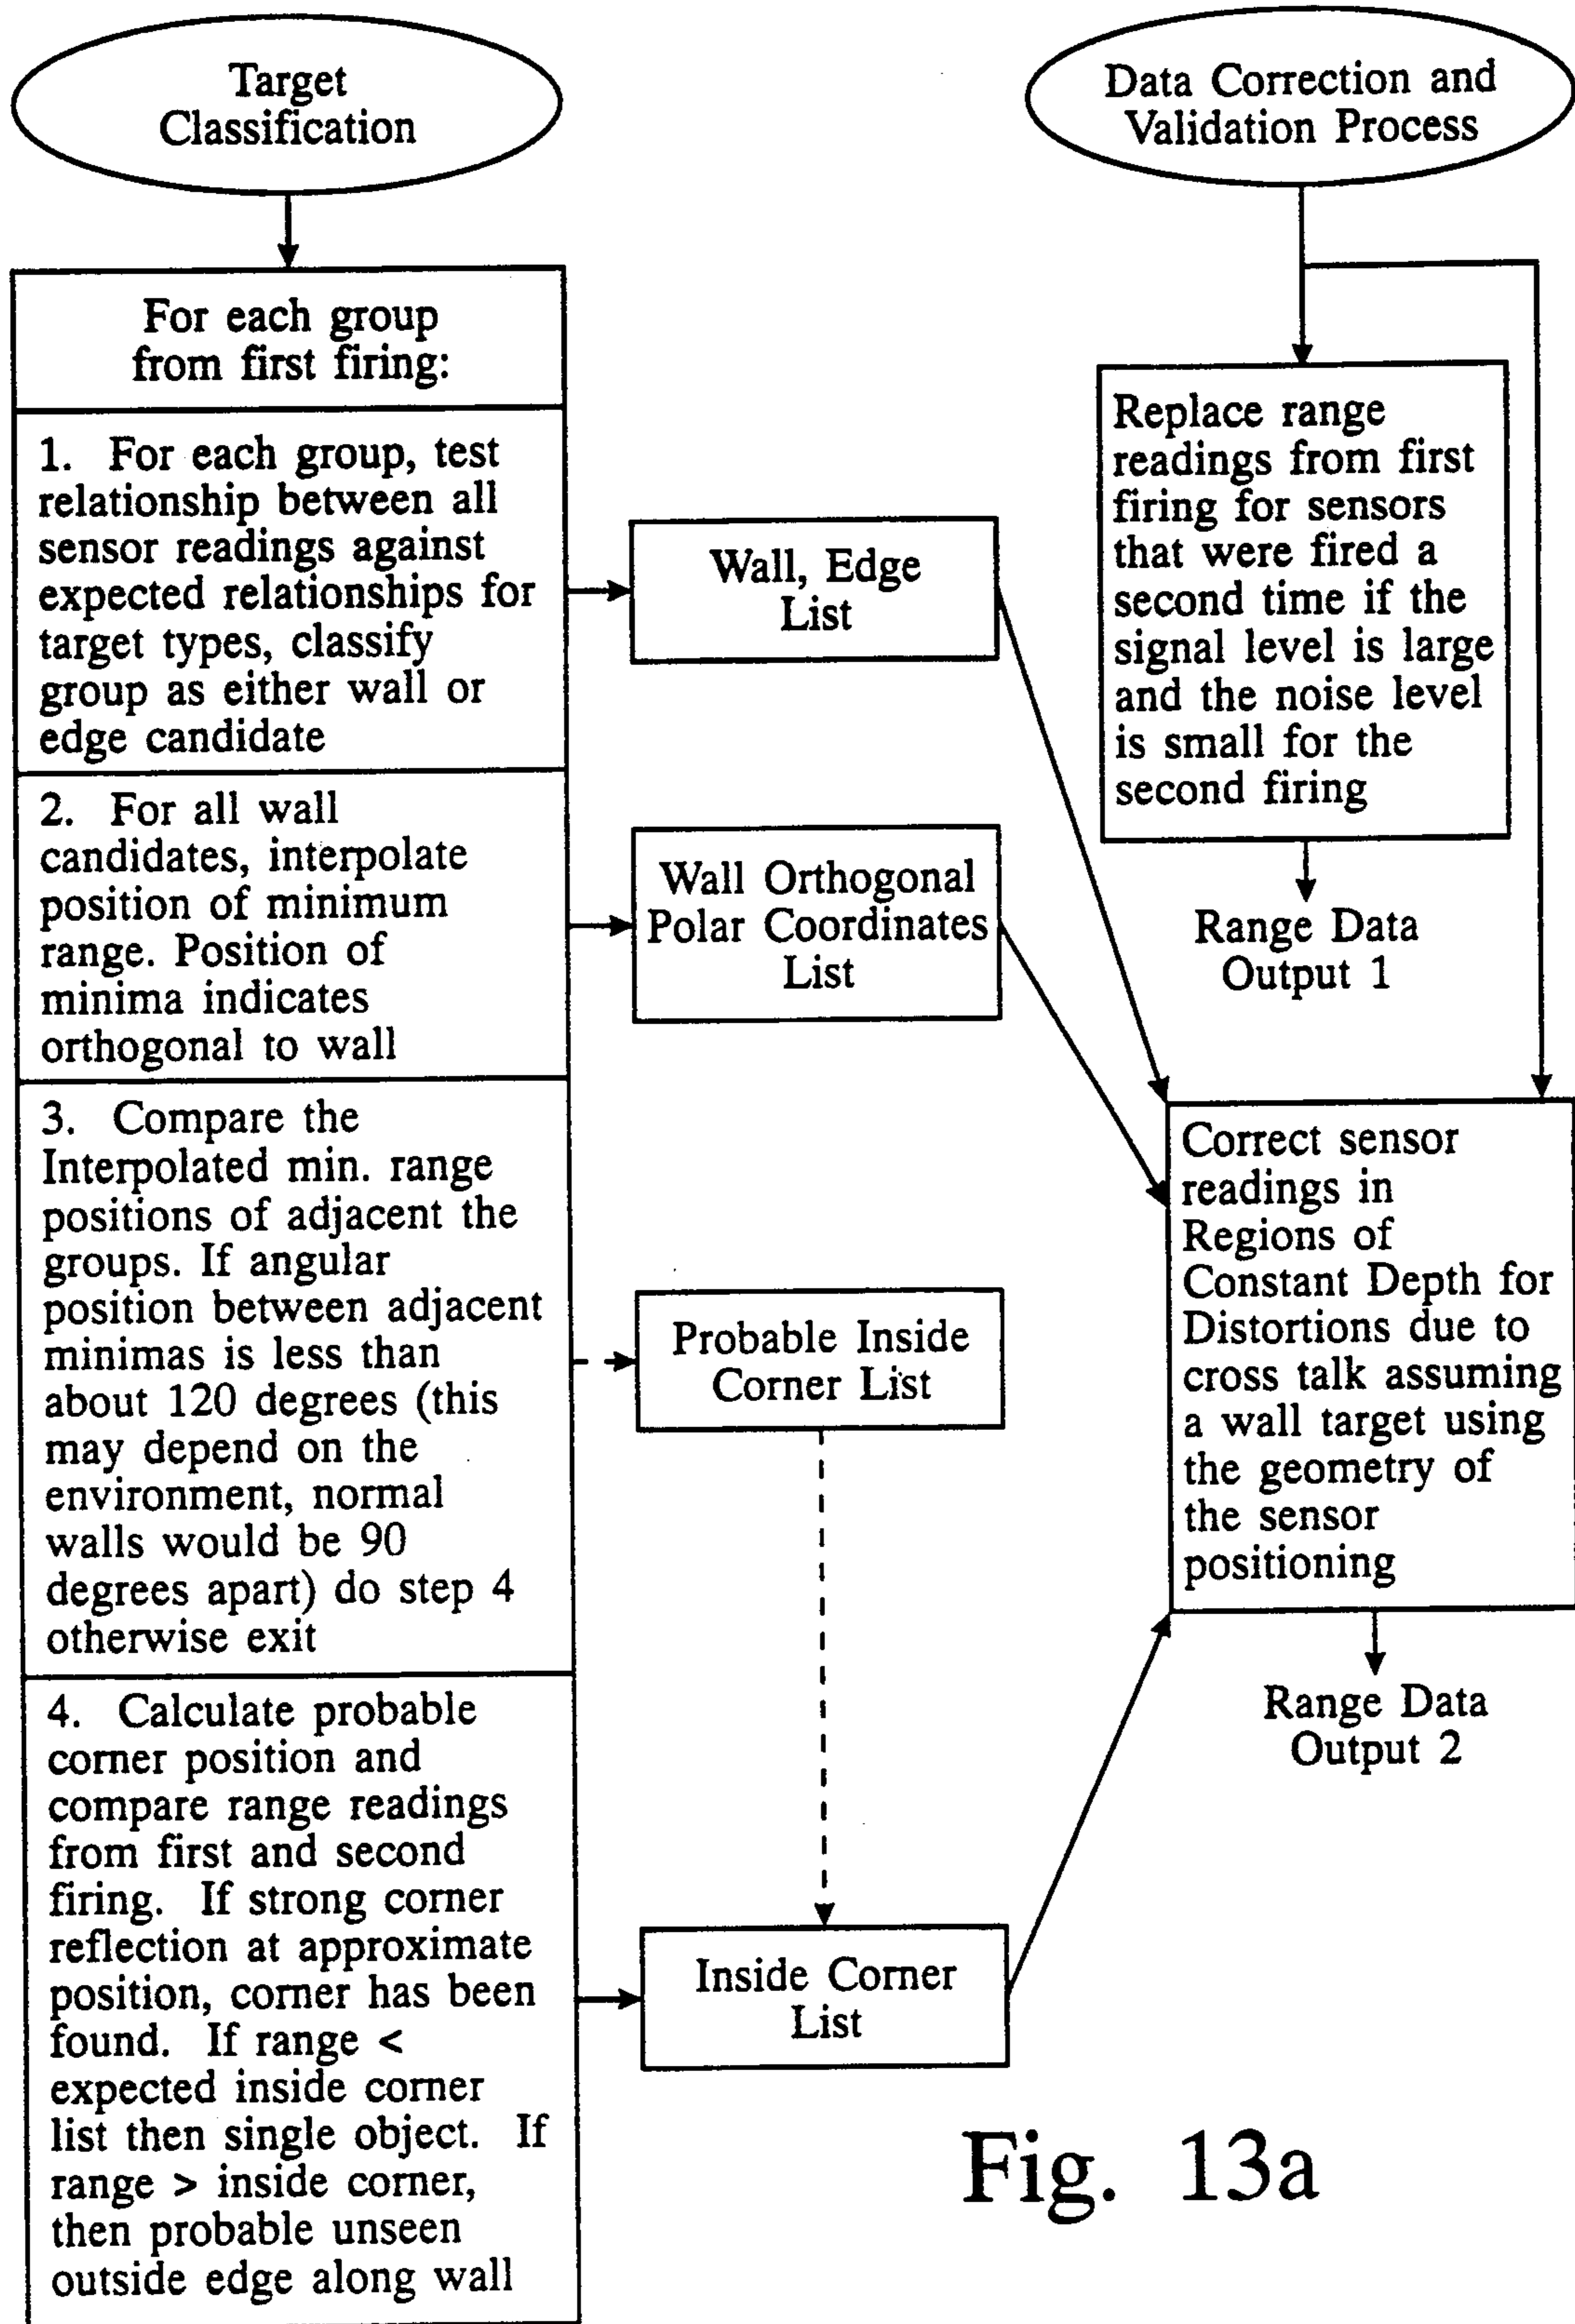 Target
Classification
For each group
from first firing:
1. For each group, test
relationship between all
sensor readings against
expected relationships for
target types, classify
group as either wall or
edge candidate
2. For all wall
candidates, interpolate
position of minimum
range. Position of
minima indicates
orthogonal to wall
3. Compare the
Interpolated min. range
positions of adjacent the
groups. If angular
position between adjacent
minimas is less than
about 120 degrees (this
may depend on the
environment, normal
walls would be 90
degrees apart) do step 4
otherwise exit
4. Calculate probable
corner position and
compare range readings
from first and second
firing. If strong corner
reflection at approximate
position, corner has been
found. If range <
expected inside corner
list then single object. If
range > inside corner,
then probable unseen
outside edge along wall
Wall, Edge
List
Wall Orthogonal
Polar Coordinates
List
Probable Inside
Corner List
Inside Corner
List
Data Correction and
Validation Process
Replace range
readings from first
firing for sensors
that were fired a
second time if the
signal level is large
and the noise level
is small for the
second firing
Range Data
Output 1
Correct sensor
readings in
Regions of
Constant Depth for
Distortions due to
cross talk assuming
a wall target using
the geometry of
the sensor
positioning
Range Data
Output 2
Fig. 13a